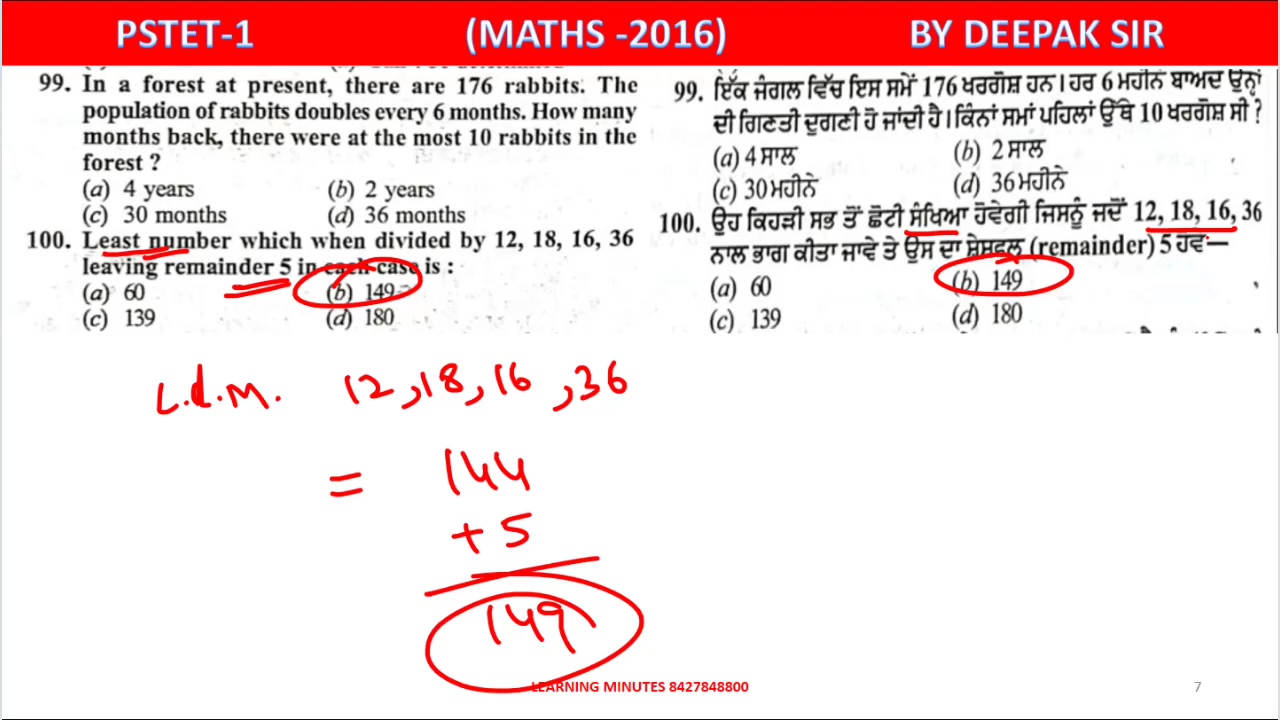 PSTET-1 (MATHS -2016) BY DEEPAK SIR
99. In a forest at present, there are 176 rabbits. The
population of rabbits doubles every 6 months. How many
months back, there were at the most 10 rabbits in the
forest ?
(a) 4 years (b) 2 years
(c) 30 months (d) 36 months
100. Least number which when divided by 12, 18, 16, 36
leaving remainder 5 in each case is :
(a) 60 (b) 149
(c) 139 (d) 180
99. ਇੱਕ ਜੰਗਲ ਵਿੱਚ ਇਸ ਸਮੇਂ 176 ਖਰਗੋਸ਼ ਹਨ। ਹਰ 6 ਮਹੀਨੇ ਬਾਅਦ ਉਨ੍ਹਾਂ
ਦੀ ਗਿਣਤੀ ਦੁਗਣੀ ਹੋ ਜਾਂਦੀ ਹੈ। ਕਿੰਨਾਂ ਸਮਾਂ ਪਹਿਲਾਂ ਉੱਥੇ 10 ਖਰਗੋਸ਼ ਸੀ ?
(a) 4 ਸਾਲ (b) 2 ਸਾਲ
(c) 30 ਮਹੀਨੇ (d) 36 ਮਹੀਨੇ
100. ਉਹ ਕਿਹੜੀ ਸਭ ਤੋਂ ਛੋਟੀ ਸੰਖਿਆ ਹੋਵੇਗੀ ਜਿਸਨੂੰ ਜਦੋਂ 12, 18, 16, 36
ਨਾਲ ਭਾਗ ਕੀਤਾ ਜਾਵੇ ਤੇ ਉਸ ਦਾ (remainder) 5 ਹੋਵੇ—
(a) 60 (b) 149
(c) 139 (d) 180
L.d.M. 12, 18, 16, 36
= 144
+ 5
149
LEARNING MINUTES 8427848800
7